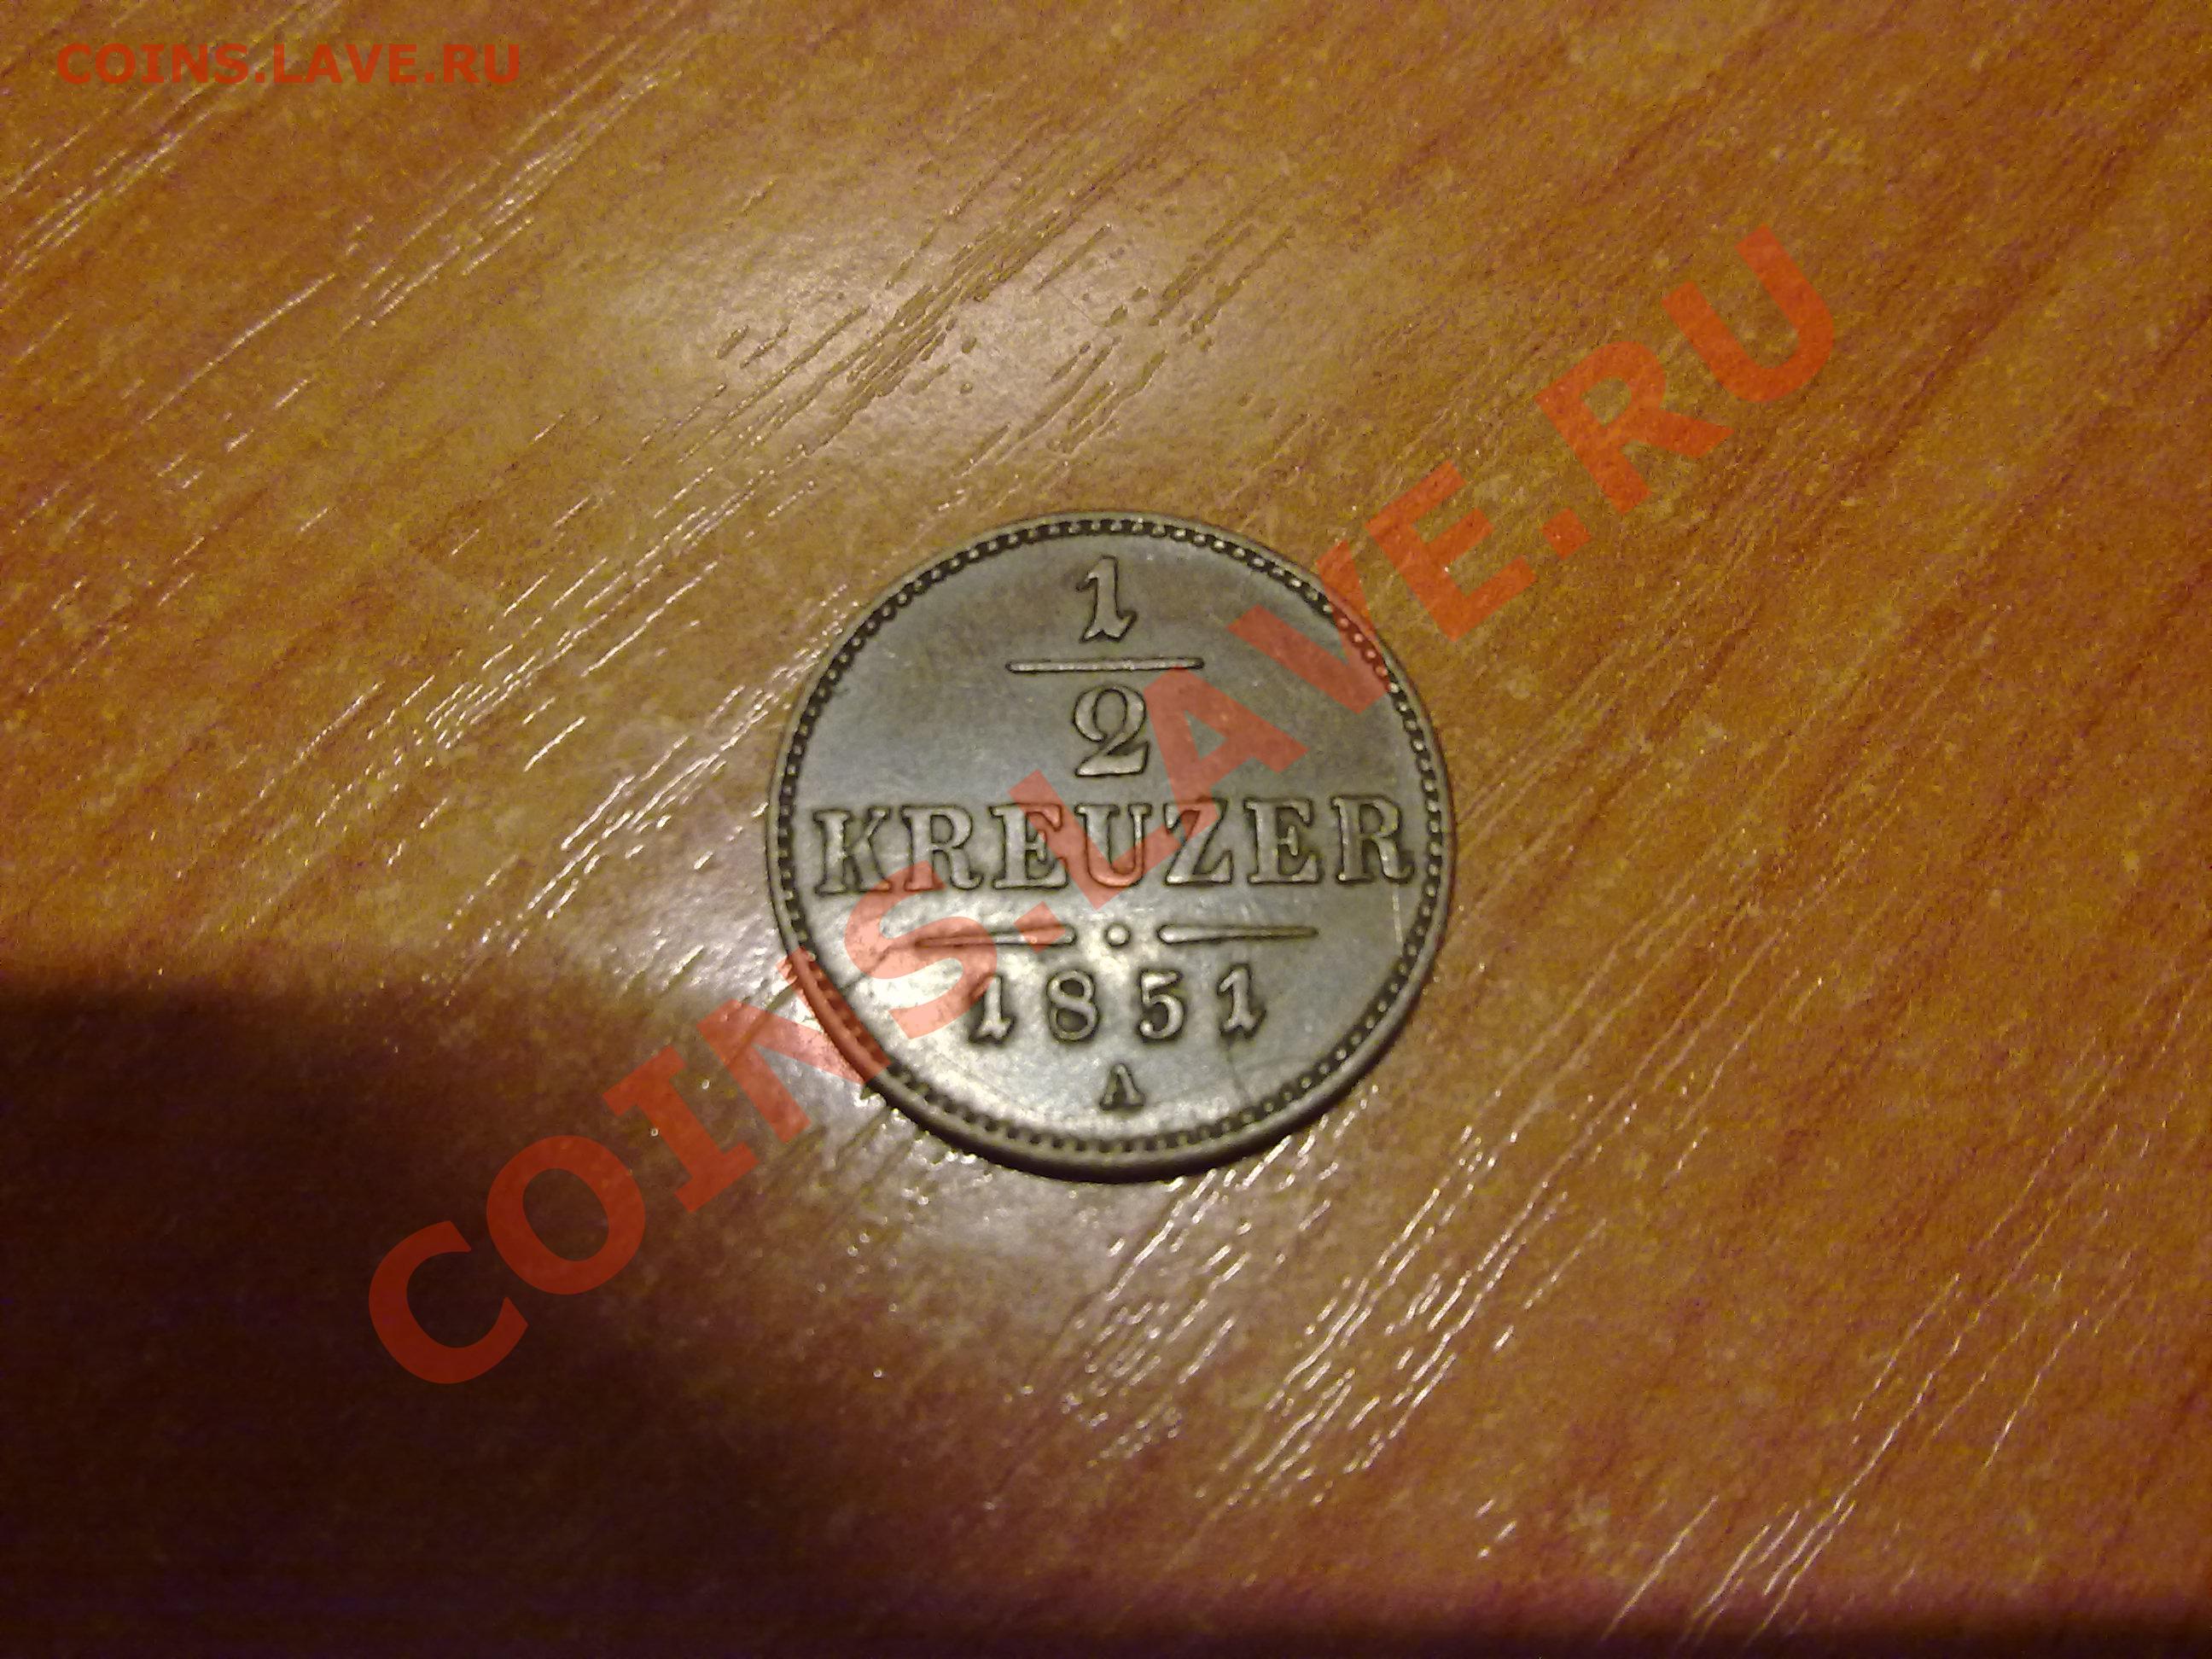 COINS.LAVE.RU
1
2
KREUZER
1851
A
COINS.LAVE.RU